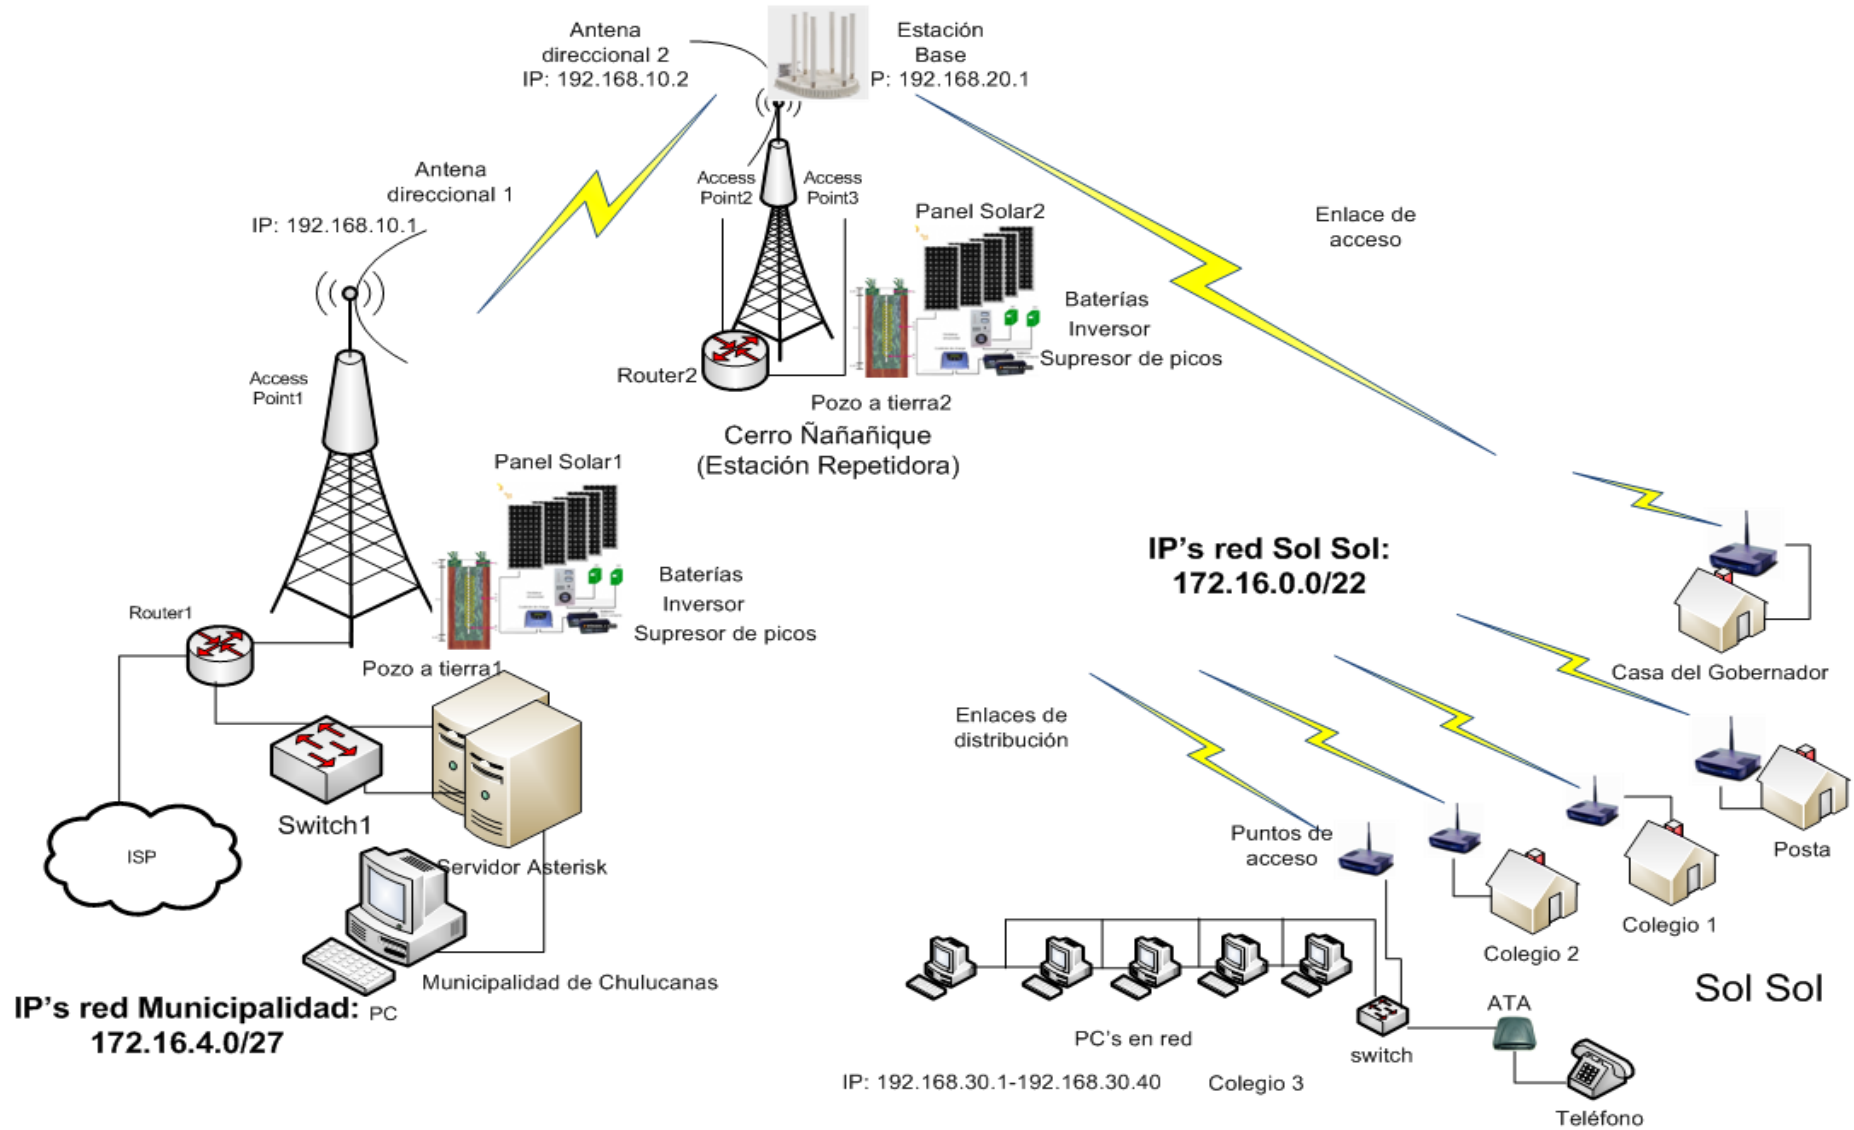 Antena
direccional 2
IP: 192.168.10.2
Estación
Base
P: 192.168.20.1
Antena
direccional 1
IP: 192.168.10.1
Access
Point2
Access
Point3
Panel Solar2
Enlace de
acceso
Baterías
Inversor
Supresor de picos
Router2
Pozo a tierra2
Cerro Ñañañique
(Estación Repetidora)
Access
Point1
Panel Solar1
Baterías
Inversor
Supresor de picos
Router1
Pozo a tierra1
IP's red Sol Sol:
172.16.0.0/22
Casa del Gobernador
Enlaces de
distribución
Switch1
ISP
Servidor Asterisk
Puntos de
acceso
Posta
Colegio 1
Colegio 2
Municipalidad de Chulucanas
Sol Sol
IP's red Municipalidad:
172.16.4.0/27
PC
ATA
PC's en red
switch
IP: 192.168.30.1-192.168.30.40
Colegio 3
Teléfono